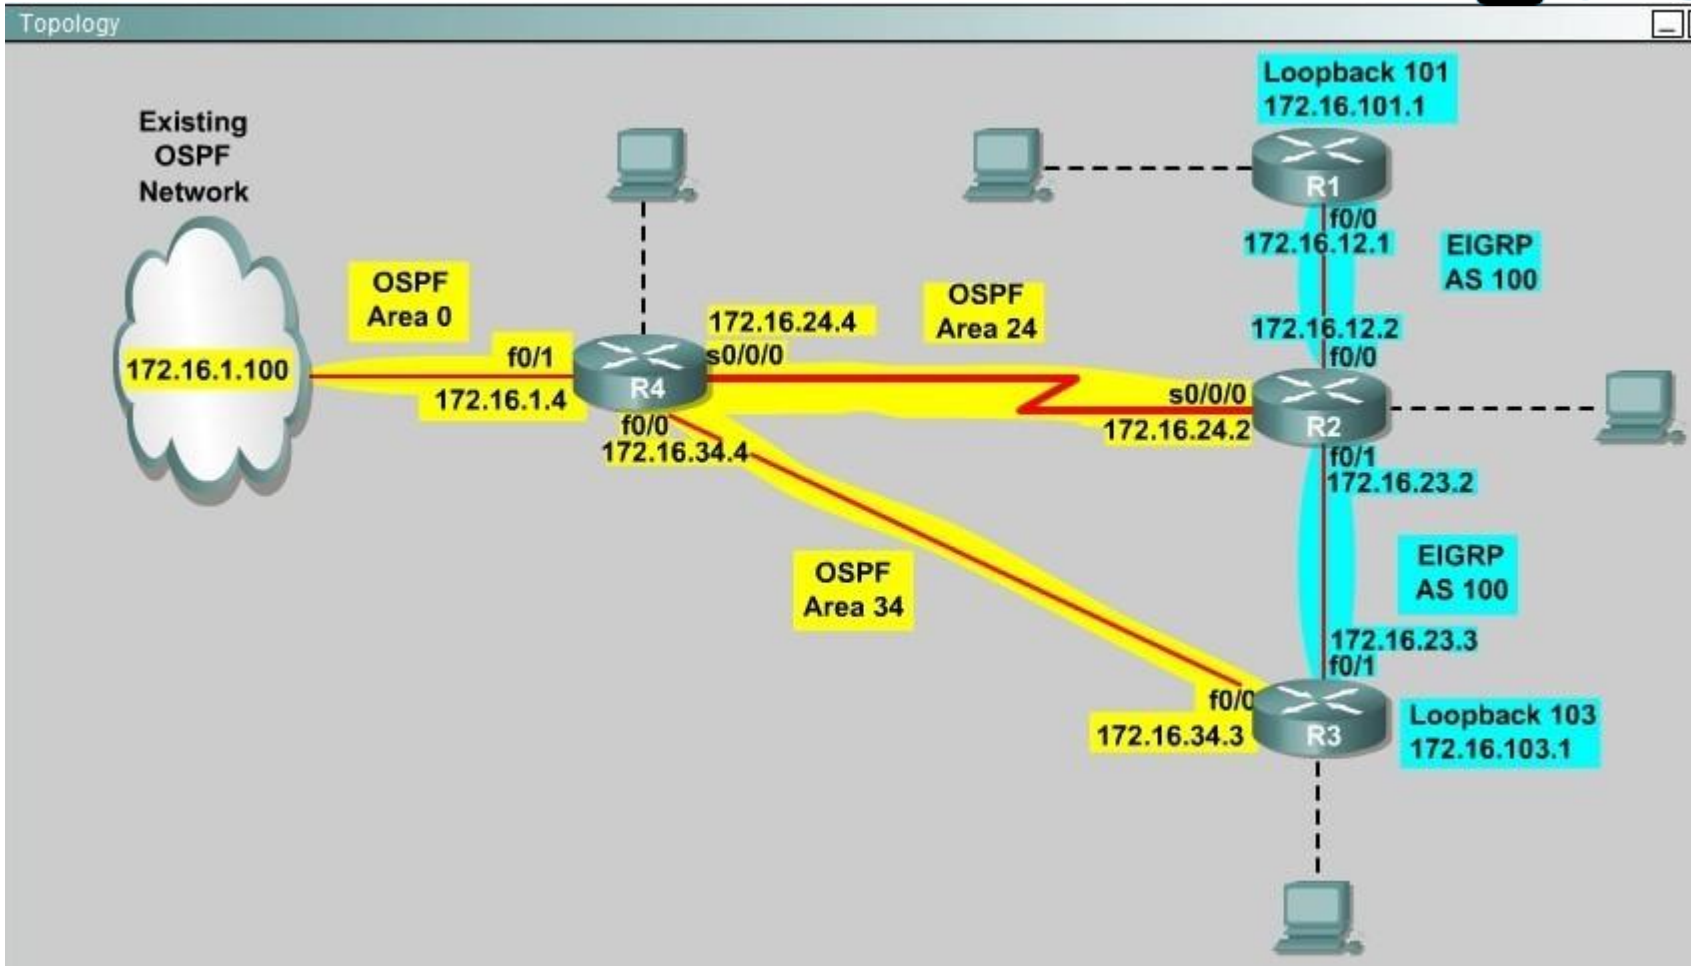 Topology
Loopback 101
172.16.101.1
Existing
OSPF
Network
R1
f0/0
172.16.12.1
EIGRP
AS 100
OSPF
Area 0
172.16.24.4
OSPF
Area 24
172.16.12.2
f0/0
172.16.1.100
f0/1
s0/0/0
R4
172.16.1.4
s0/0/0
172.16.24.2
R2
f0/0
172.16.34.4
f0/1
172.16.23.2
OSPF
Area 34
EIGRP
AS 100
172.16.23.3
f0/1
f0/0
172.16.34.3
R3
Loopback 103
172.16.103.1